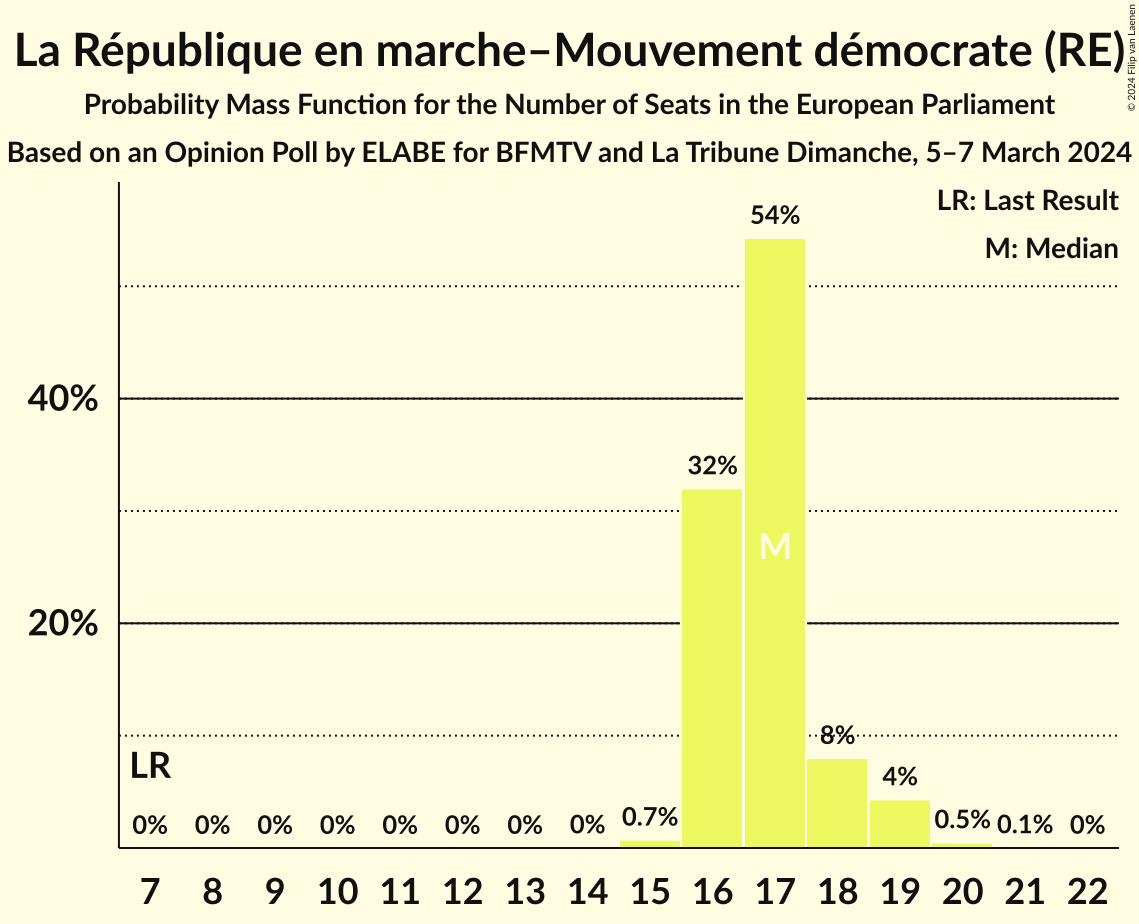 La République en marche–Mouvement démocrate (RE)
© 2024 Filip van Laenen
Probability Mass Function for the Number of Seats in the European Parliament
Based on an Opinion Poll by ELABE for BFMTV and La Tribune Dimanche, 5–7 March 2024
LR: Last Result
M: Median
54%
40%
32%
M
20%
8%
LR
4%
0% 0% 0% 0% 0% 0% 0% 0% 0.7% 0.5% 0.1% 0%
7 8 9 10 11 12 13 14 15 16 17 18 19 20 21 22